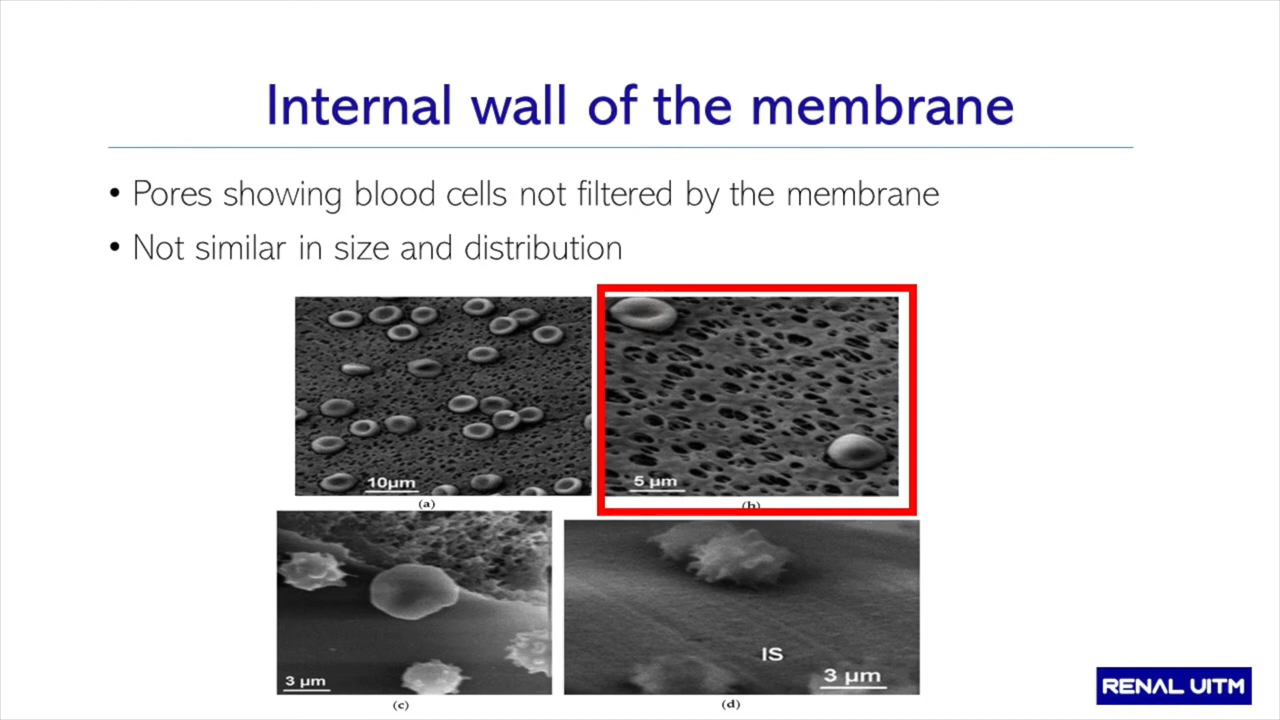 Internal wall of the membrane
• Pores showing blood cells not filtered by the membrane
• Not similar in size and distribution
10μm
(a)
5 μm
(b)
3 μm
(c)
IS
3 μm
(d)
RENAL UITM